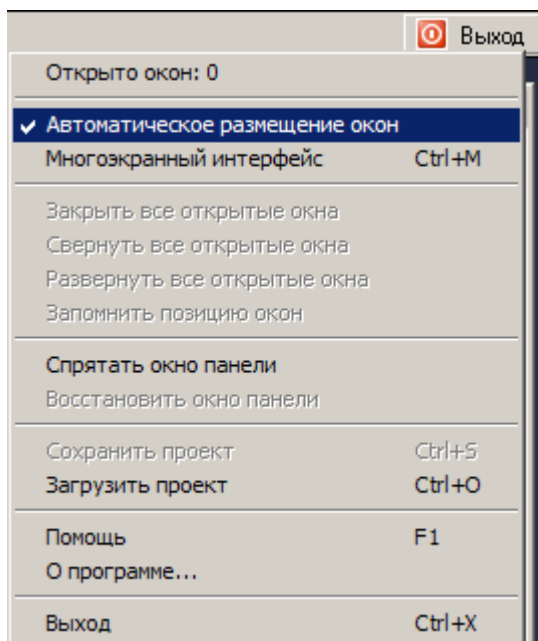 Выход
Открыто окон: 0
Автоматическое размещение окон
Многоэкранный интерфейс Ctrl+M
Закрыть все открытые окна
Свернуть все открытые окна
Развернуть все открытые окна
Запомнить позицию окон
Спрятать окно панели
Восстановить окно панели
Сохранить проект Ctrl+S
Загрузить проект Ctrl+O
Помощь F1
О программе...
Выход Ctrl+X